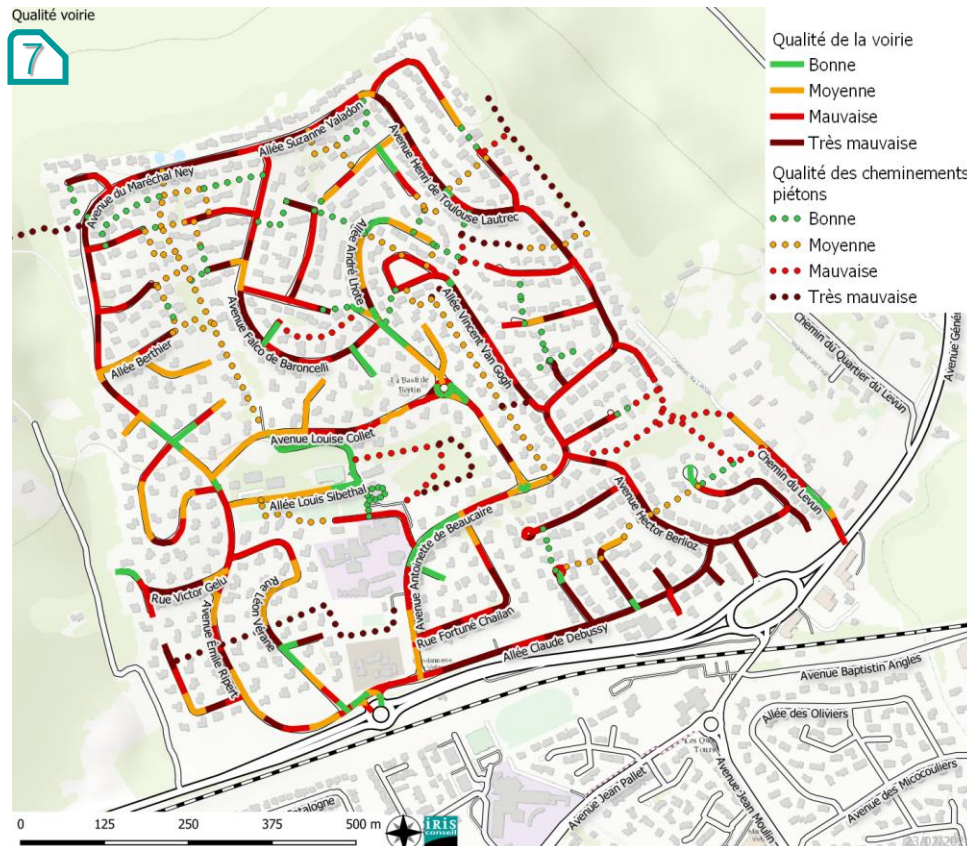 Qualité voirie
7
Qualité de la voirie
Bonne
Moyenne
Mauvaise
Très mauvaise
Qualité des cheminements
piétons
Bonne
Moyenne
Mauvaise
Très mauvaise
Allée Suzanne Valadon
Avenue du Maréchal Ney
Avenue Henri de Toulouse Lautrec
Allée André Lhote
Allée Vincent Van Gogh
Avenue Falco de Baroncelli
Allée Berthier
Avenue Louise Collet
Allée Louis Sibethal
Avenue Antoinette de Beaucaire
Avenue Hector Berlioz
Chemin du Levun
Chemin du Quartier du Levun
Avenue Géné
Rue Victor Gelu
Avenue Emile Ripert
Rue Léon Vérane
Rue Fortuné Chailan
Allée Claude Debussy
Avenue Baptistin Angles
Allée des Oliviers
Avenue des Micocouliers
Avenue Jean Pallet
Avenue Jean Moulin
talogne
0 125 250 375 500 m
iRis
conseil